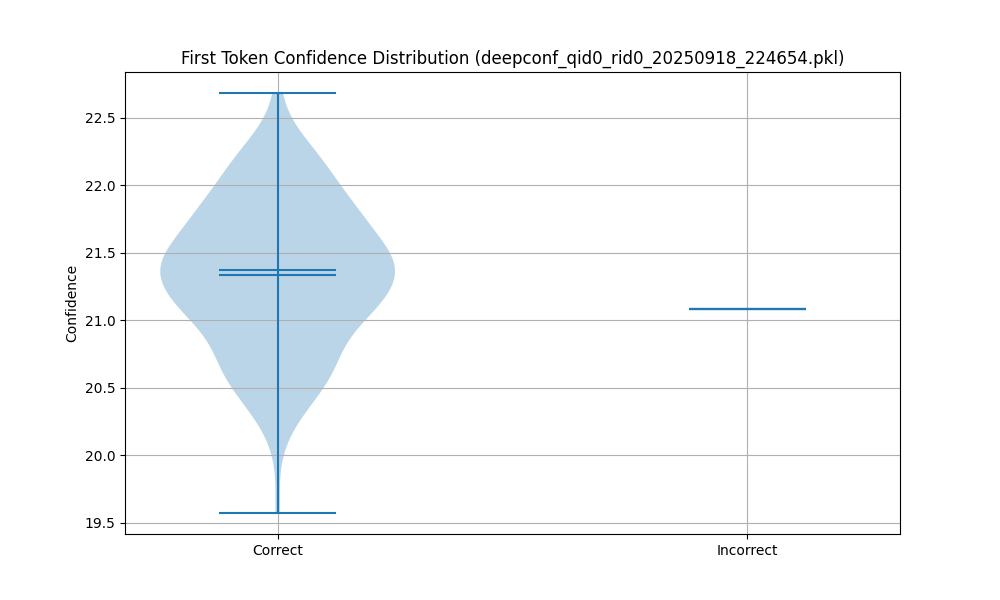 First Token Confidence Distribution (deepconf_qid0_rid0_20250918_224654.pkl)
Confidence
22.5
22.0
21.5
21.0
20.5
20.0
19.5
Correct
Incorrect